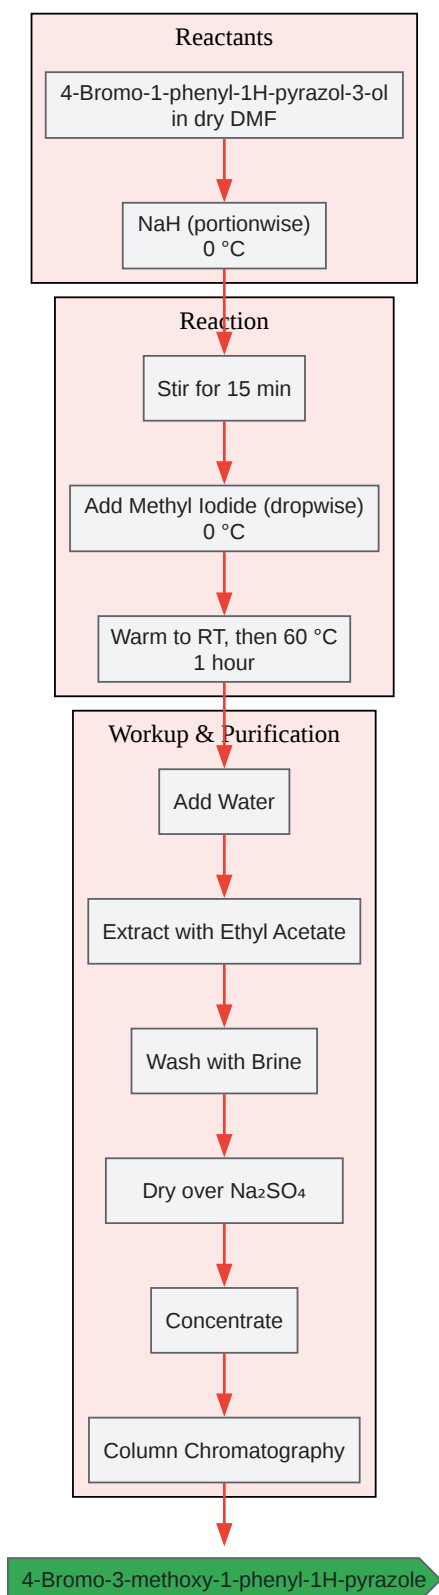 Reactants
4-Bromo-1-phenyl-1H-pyrazol-3-ol
in dry DMF
NaH (portionwise)
0 °C
Reaction
Stir for 15 min
Add Methyl Iodide (dropwise)
0 °C
Warm to RT, then 60 °C
1 hour
Workup & Purification
Add Water
Extract with Ethyl Acetate
Wash with Brine
Dry over Na₂SO₄
Concentrate
Column Chromatography
4-Bromo-3-methoxy-1-phenyl-1H-pyrazole